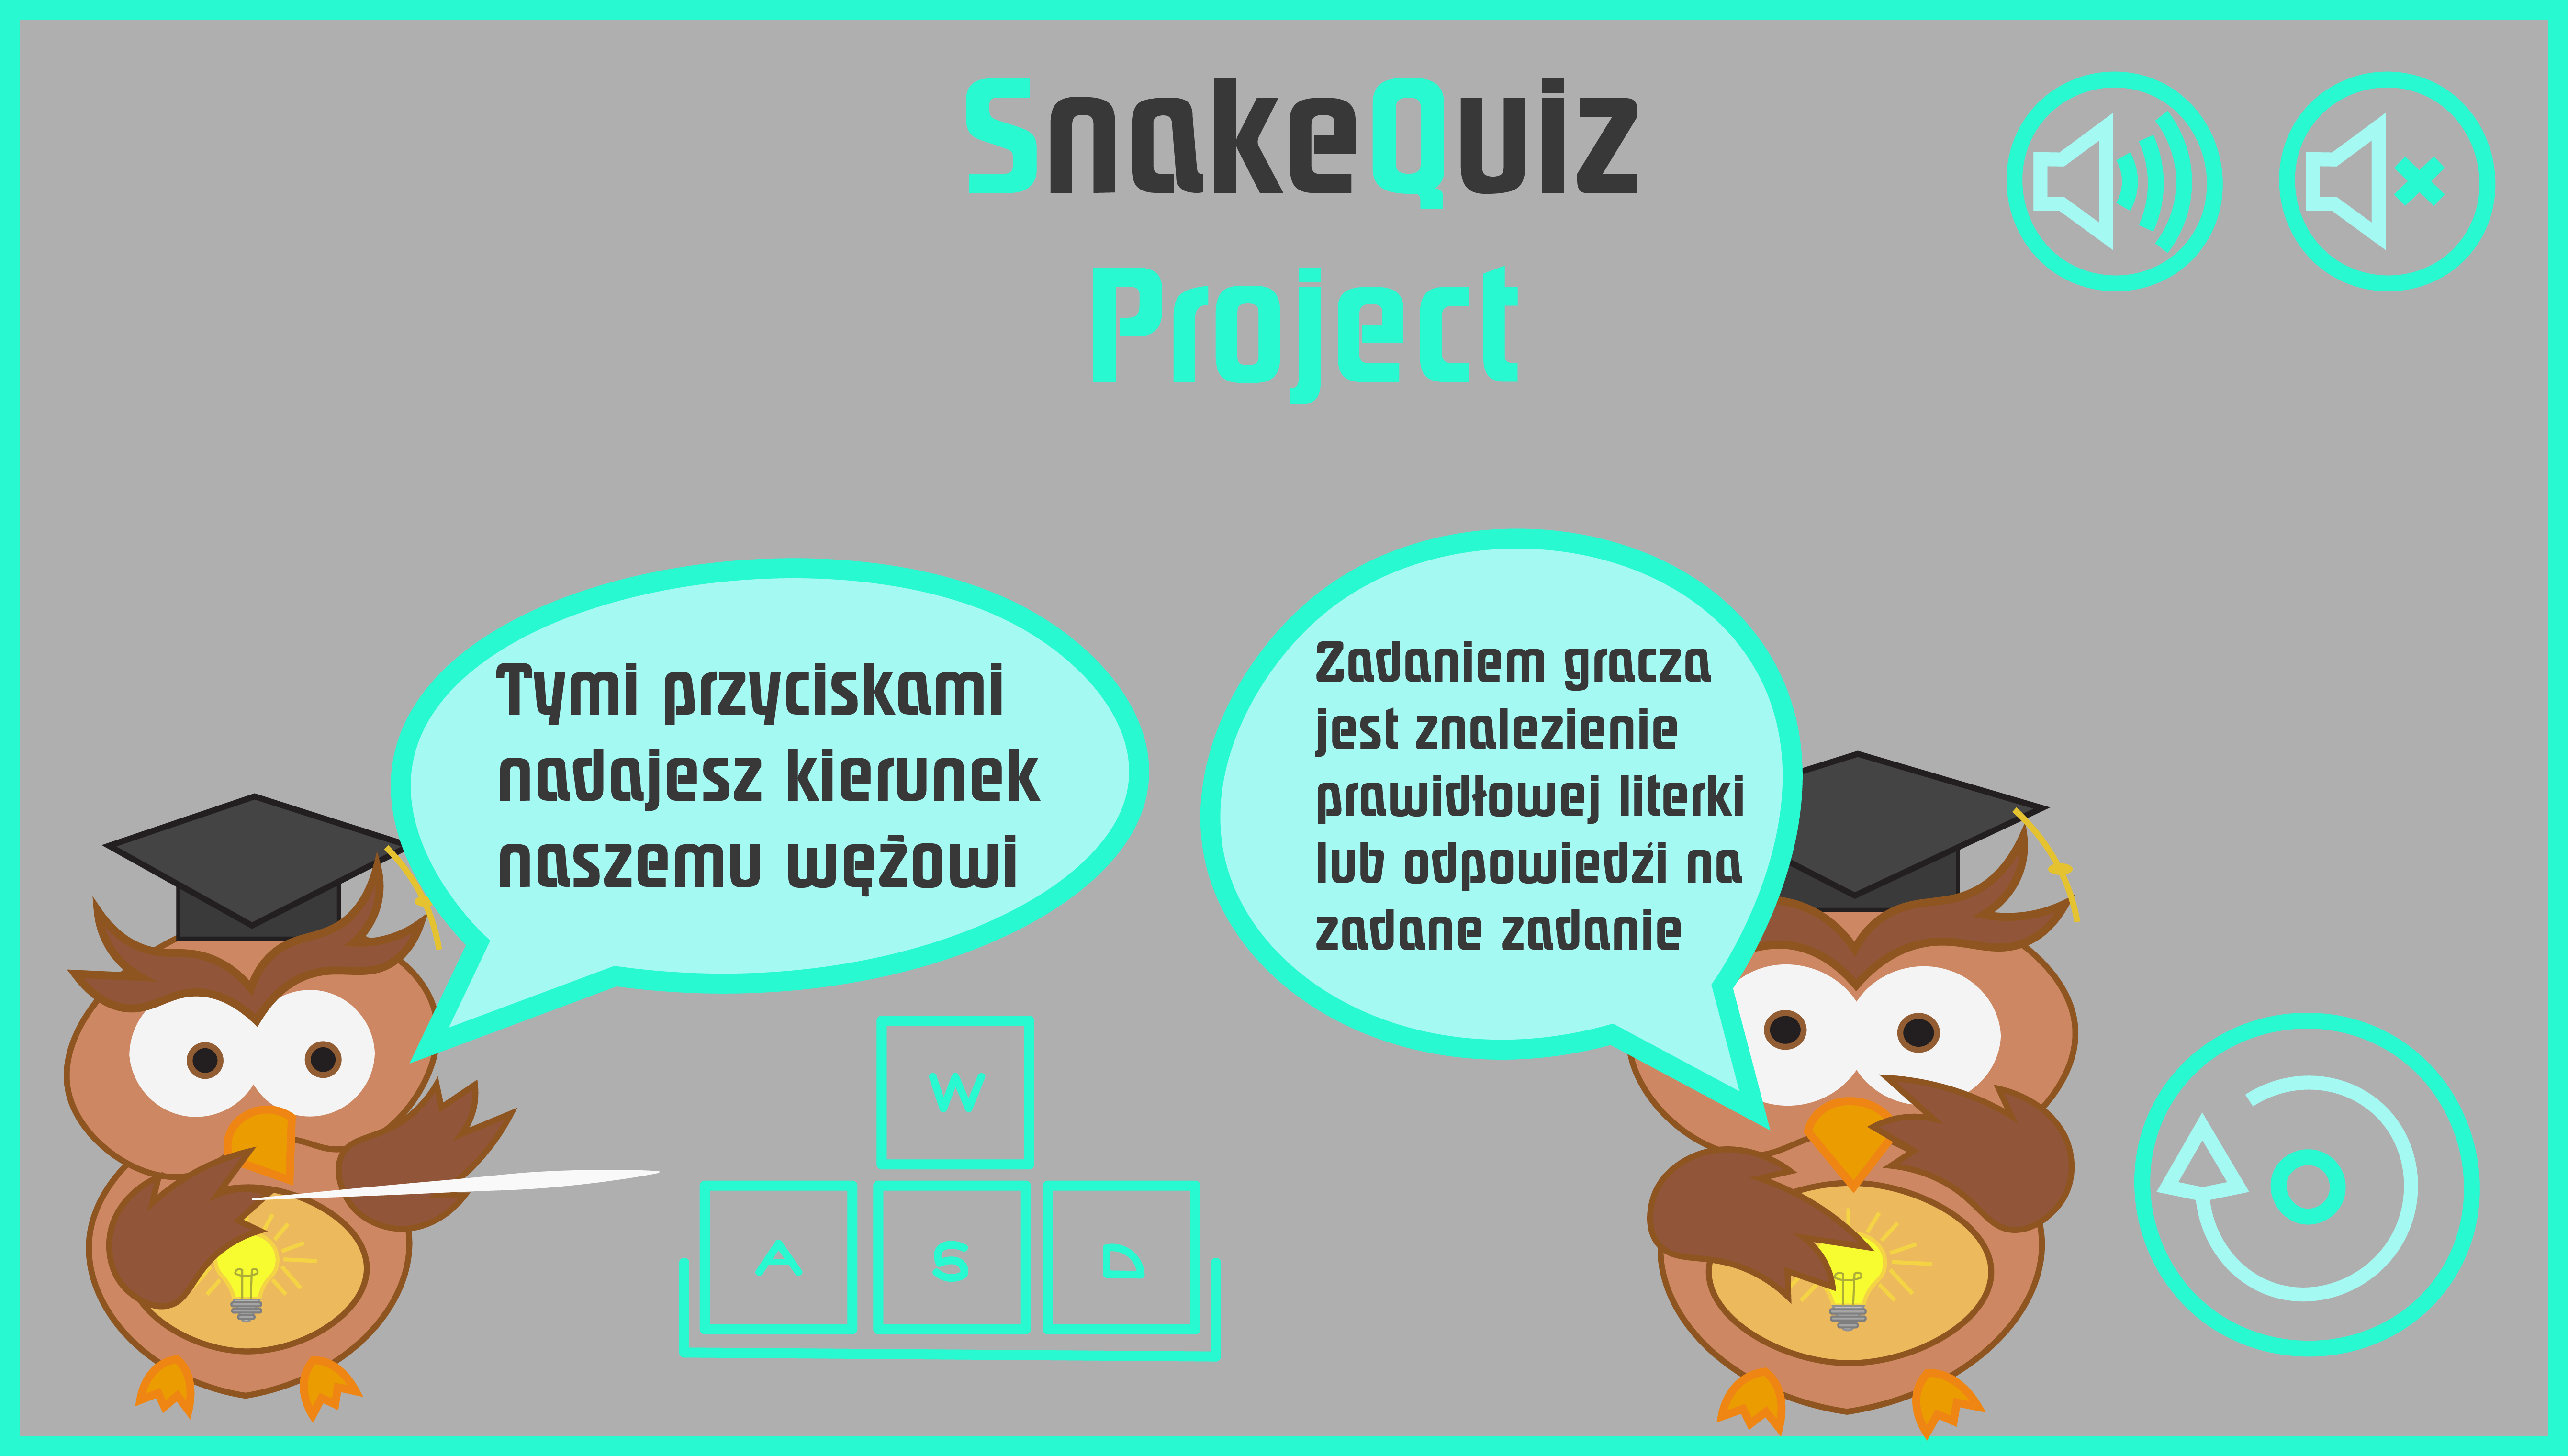 SnakeQuiz
Project
Tymi przyciskami
nadajesz kierunek
naszemu wężowi
Zadaniem gracza
jest znalezienie
prawidłowej literki
lub odpowiedźi na
zadane zadanie
W
A S D